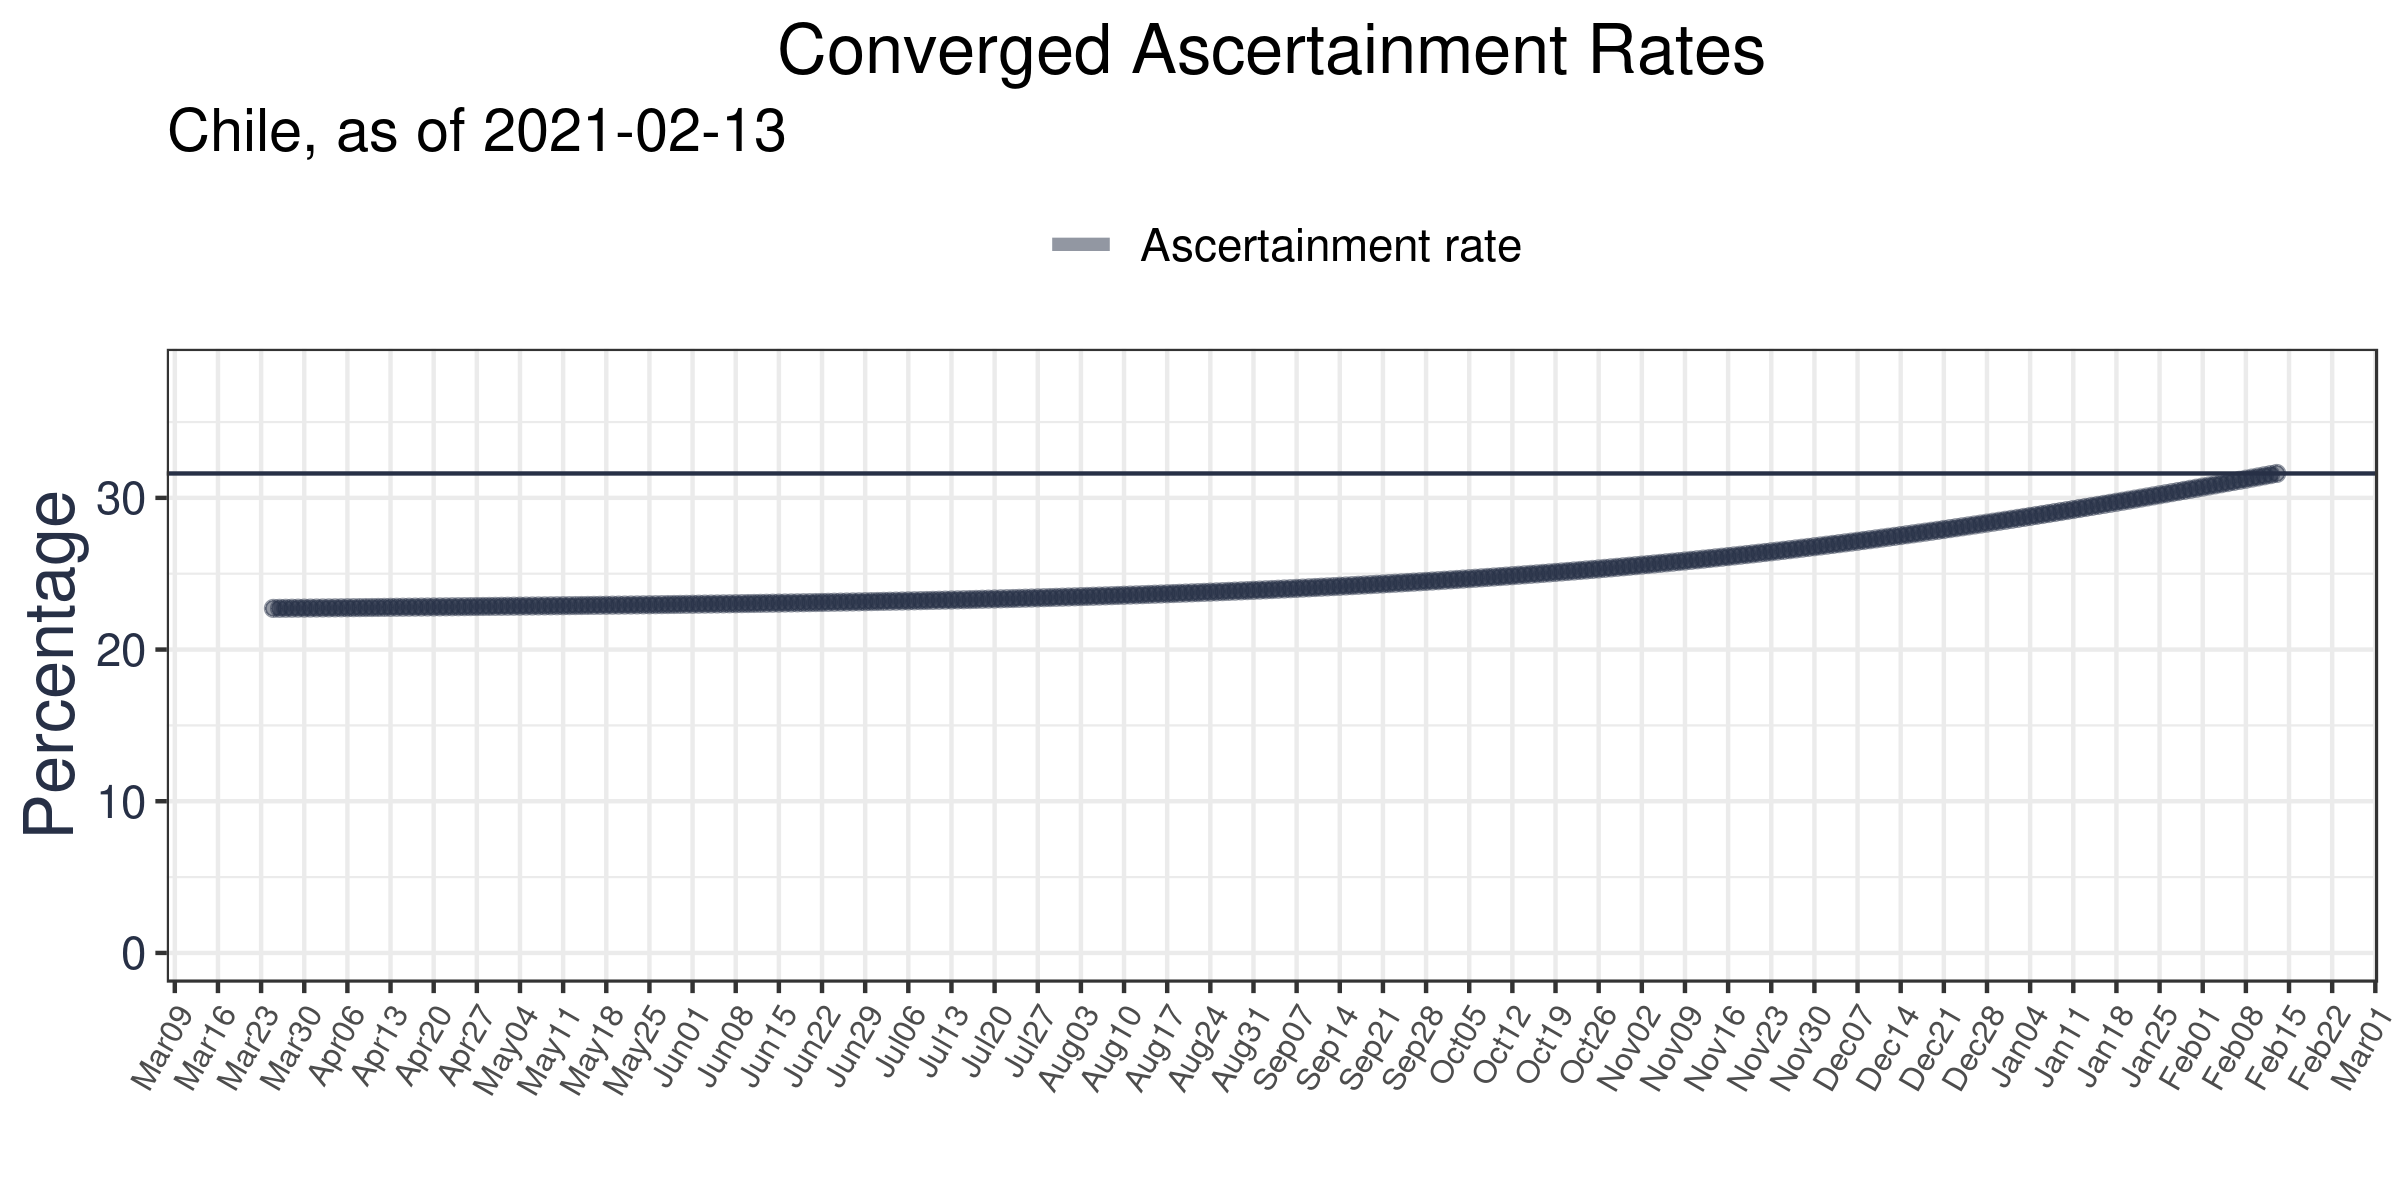 Converged Ascertainment Rates
Chile, as of 2021-02-13
Ascertainment rate
Percentage
30
20
10
0
Mar09
Mar16
Mar23
Mar30
Apr06
Apr13
Apr20
Apr27
May04
May11
May18
May25
Jun01
Jun08
Jun15
Jun22
Jun29
Jul06
Jul13
Jul20
Jul27
Aug03
Aug10
Aug17
Aug24
Aug31
Sep07
Sep14
Sep21
Sep28
Oct05
Oct12
Oct19
Oct26
Nov02
Nov09
Nov16
Nov23
Nov30
Dec07
Dec14
Dec21
Dec28
Jan04
Jan11
Jan18
Jan25
Feb01
Feb08
Feb15
Feb22
Mar01